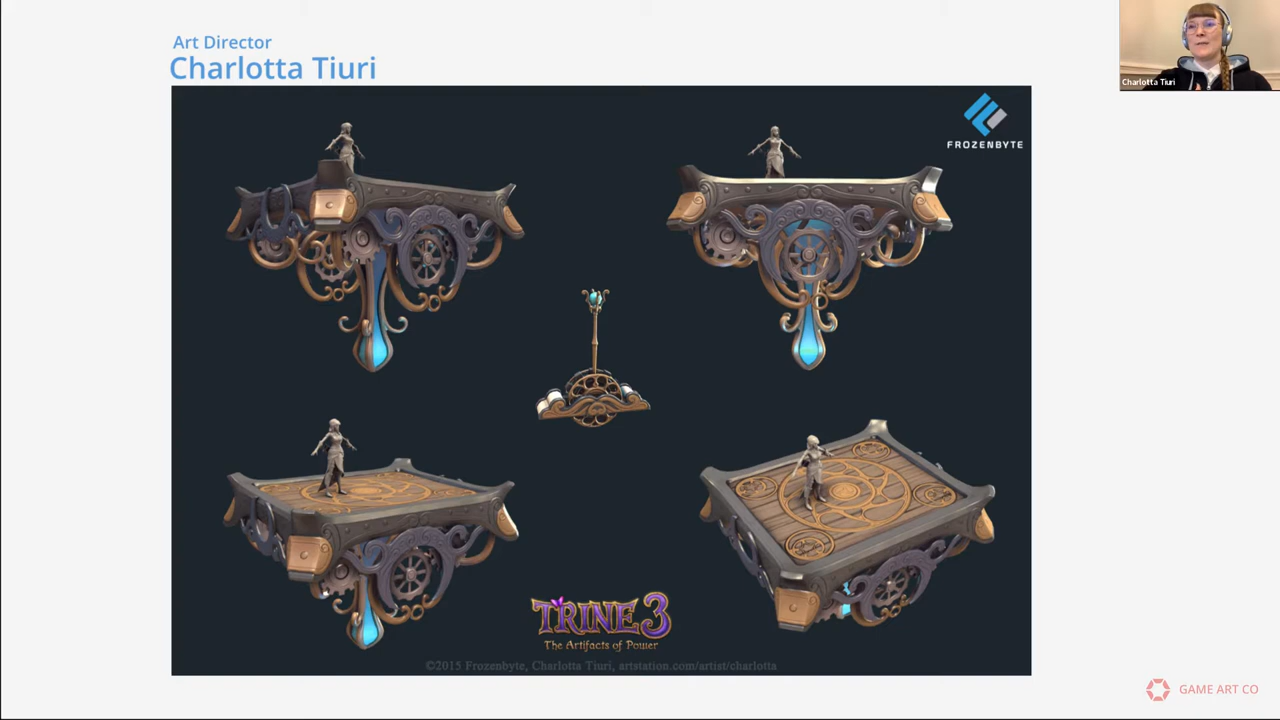 Art Director
Charlotta Tiuri
Charlotta Tiuri
FROZENBYTE
TRINE 3
The Artifacts of Power
©2015 Frozenbyte, Charlotta Tiuri, artstation.com/artist/charlotta
GAME ART CO